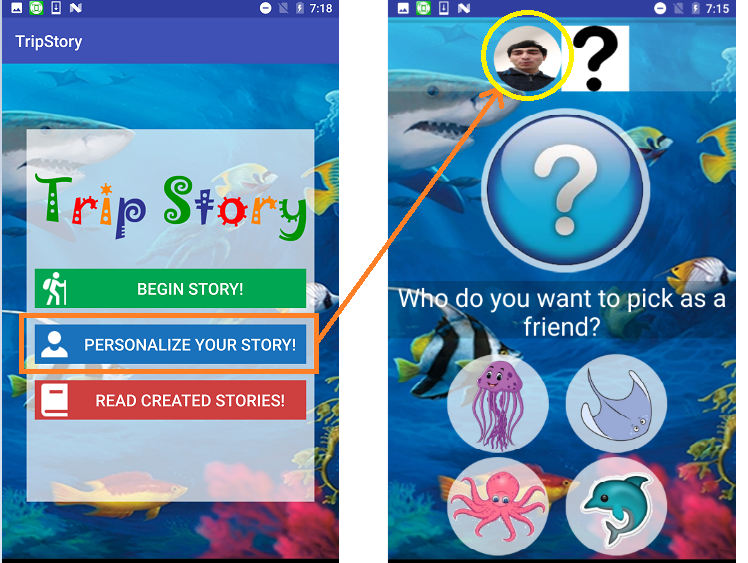 7:18
TripStory
Trip Story
BEGIN STORY!
PERSONALIZE YOUR STORY!
READ CREATED STORIES!
7:15
?
?
Who do you want to pick as a
friend?